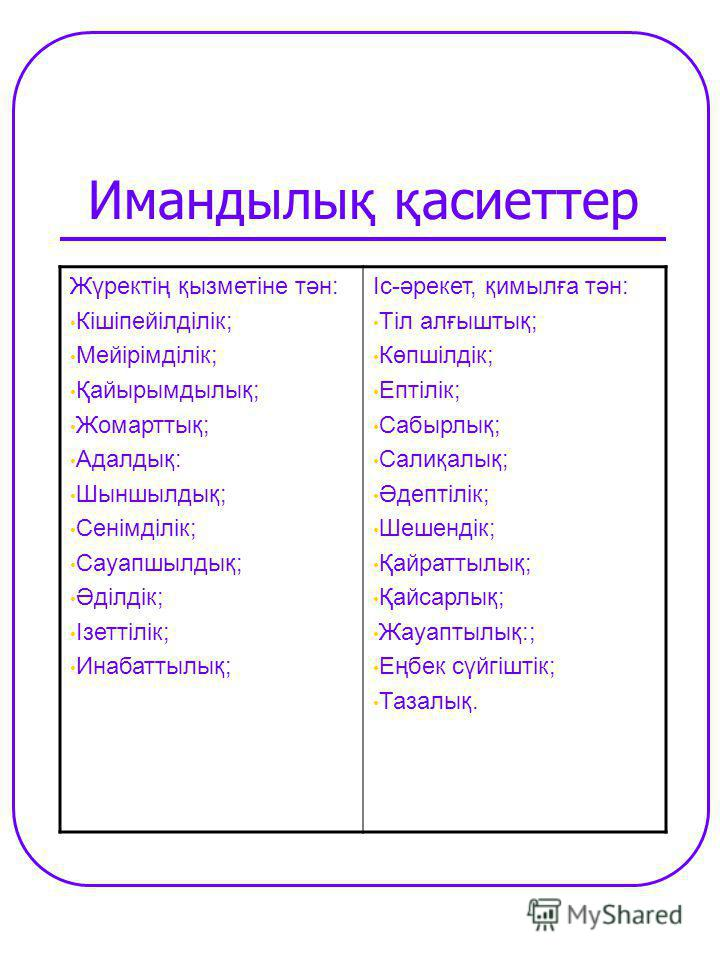 Имандылық қасиеттер
Жүректің қызметіне тән:
• Кішіпейілділік;
• Мейірімділік;
• Қайырымдылық;
• Жомарттық;
• Адалдық:
• Шыншылдық;
• Сенімділік;
• Сауапшылдық;
• Әділдік;
• Ізеттілік;
• Инабаттылық;
Іс-әрекет, қимылға тән:
• Тіл алғыштық;
• Көпшілдік;
• Ептілік;
• Сабырлық;
• Салиқалық;
• Әдептілік;
• Шешендік;
• Қайраттылық;
• Қайсарлық;
• Жауаптылық:;
• Еңбек сүйгіштік;
• Тазалық.
MyShared